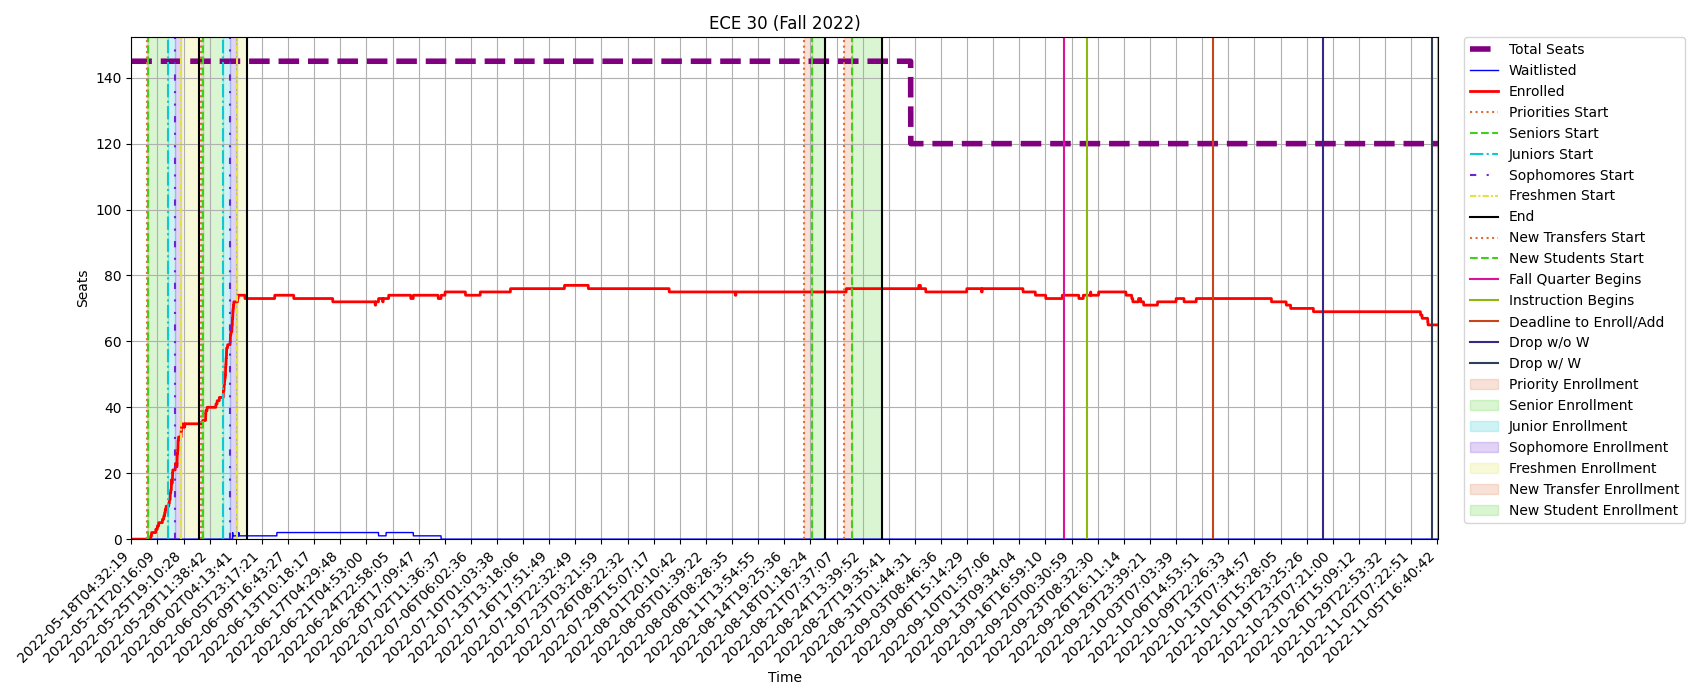 ECE 30 (Fall 2022)
Seats
140
120
100
80
60
40
20
0
2022-05-18T04:32:19
2022-05-21T20:16:09
2022-05-25T19:10:28
2022-05-29T11:38:42
2022-06-02T04:13:41
2022-06-05T23:17:21
2022-06-09T16:43:27
2022-06-13T10:18:17
2022-06-17T04:29:48
2022-06-21T04:53:00
2022-06-24T22:58:05
2022-06-28T17:09:47
2022-07-02T11:36:37
2022-07-06T06:02:36
2022-07-10T01:03:38
2022-07-13T13:18:06
2022-07-16T17:51:49
2022-07-19T22:32:49
2022-07-23T03:21:59
2022-07-26T08:22:32
2022-07-29T15:07:17
2022-08-01T20:10:42
2022-08-05T01:39:22
2022-08-08T08:28:35
2022-08-11T13:54:55
2022-08-14T19:25:36
2022-08-18T01:18:24
2022-08-21T07:37:07
2022-08-24T13:39:52
2022-08-27T19:35:41
2022-08-31T01:44:31
2022-09-03T08:46:36
2022-09-06T15:14:29
2022-09-10T01:57:06
2022-09-13T09:34:04
2022-09-16T16:59:10
2022-09-20T00:30:59
2022-09-23T08:32:30
2022-09-26T16:11:14
2022-09-29T23:39:21
2022-10-03T07:03:39
2022-10-06T14:53:51
2022-10-09T22:26:33
2022-10-13T07:34:57
2022-10-16T15:28:05
2022-10-19T23:25:26
2022-10-23T07:21:00
2022-10-26T15:09:12
2022-10-29T22:53:32
2022-11-02T07:22:51
2022-11-05T16:40:42
Time
Total Seats
Waitlisted
Enrolled
Priorities Start
Seniors Start
Juniors Start
Sophomores Start
Freshmen Start
End
New Transfers Start
New Students Start
Fall Quarter Begins
Instruction Begins
Deadline to Enroll/Add
Drop w/o W
Drop w/ W
Priority Enrollment
Senior Enrollment
Junior Enrollment
Sophomore Enrollment
Freshmen Enrollment
New Transfer Enrollment
New Student Enrollment